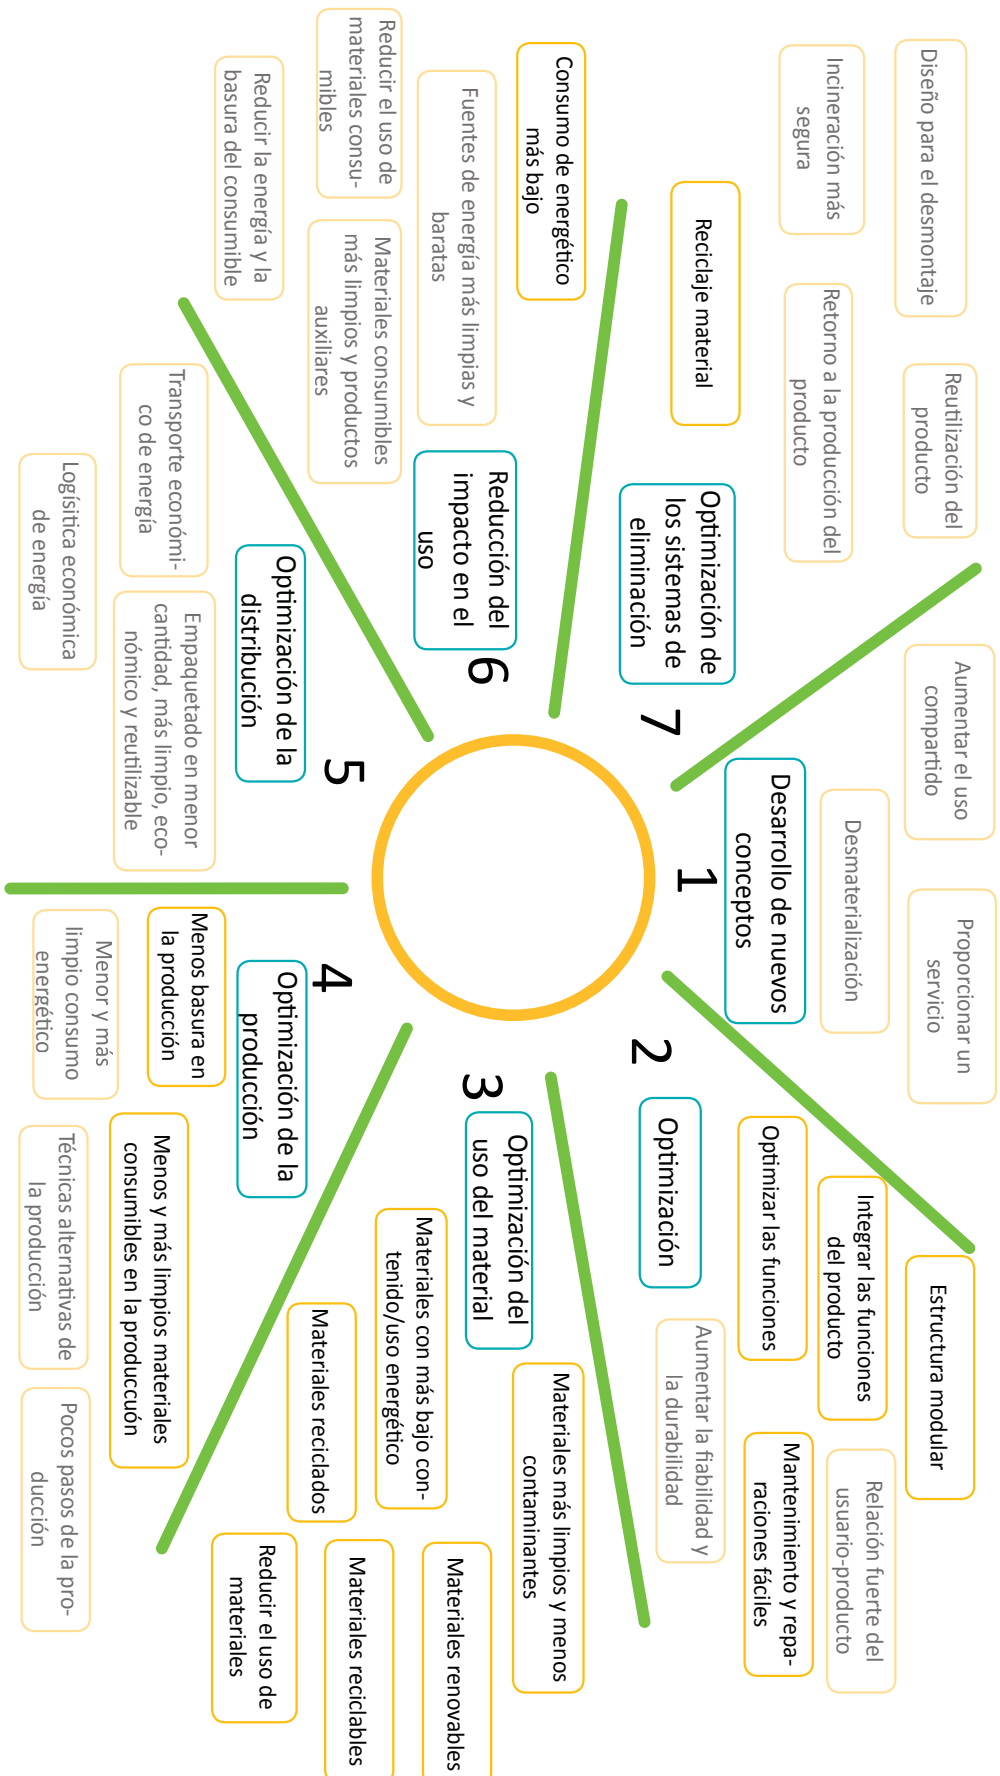 1
Desarrollo de nuevos
conceptos
Aumentar el uso
compartido
Desmaterialización
Proporcionar un
servicio
2
Optimización
Optimizar las funciones
Integrar las funciones
del producto
Estructura modular
Aumentar la fiabilidad y
la durabilidad
Mantenimiento y repa-
raciones fáciles
Relación fuerte del
usuario-producto
3
Optimización del
uso del material
Materiales más limpios y menos
contaminantes
Materiales con más bajo con-
tenido/uso energético
Materiales renovables
Materiales reciclados
Materiales reciclables
Reducir el uso de
materiales
4
Optimización de la
producción
Menos basura en
la producción
Menos y más limpios materiales
consumibles en la produccuón
Menor y más
limpio consumo
energético
Técnicas alternativas de
la producción
Pocos pasos de la pro-
ducción
5
Optimización de la
distribución
Transporte económi-
co de energía
Empaquetado en menor
cantidad, más limpio, eco-
nómico y reutilizable
Logísitica económica
de energía
6
Reducción del
impacto en el
uso
Consumo de energético
más bajo
Fuentes de energía más limpias y
baratas
Reducir el uso de
materiales consu-
mibles
Materiales consumibles
más limpios y productos
auxiliares
Reducir la energía y la
basura del consumible
7
Optimización de
los sistemas de
eliminación
Diseño para el desmontaje
Reutilización del
producto
Incineración más
segura
Retorno a la producción del
producto
Reciclaje material